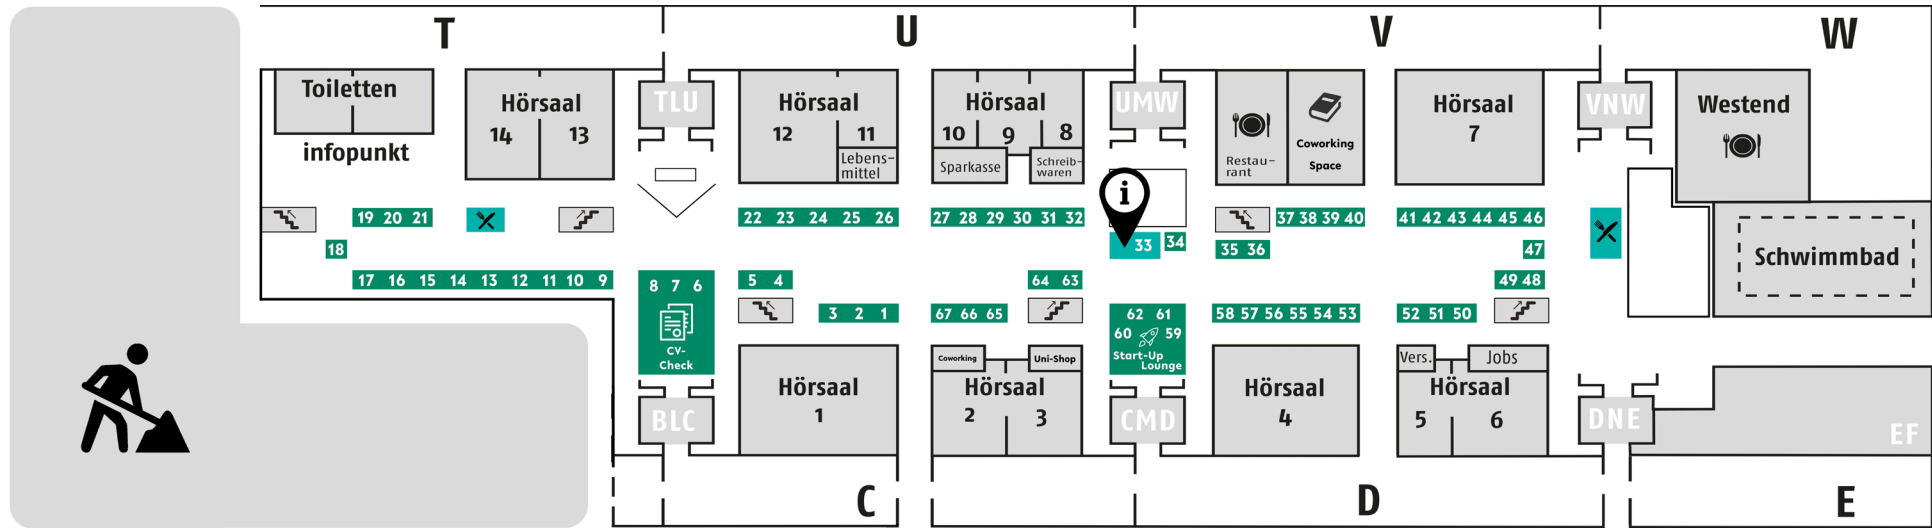 T
U
V
W
Toiletten
infopunkt
Hörsaal
14 13
TLU
Hörsaal
12 11
Lebens-
mittel
Hörsaal
10 9 8
Sparkasse
Schreib-
waren
UMW
i
Restau-
rant
Coworking
Space
Hörsaal
7
VNW
Westend
Schwimmbad
19 20 21
22 23 24 25 26
27 28 29 30 31 32
37 38 39 40
41 42 43 44 45 46
18
33
34
35 36
47
17 16 15 14 13 12 11 10 9
8 7 6
CV-
Check
5 4
64 63
49 48
3 2 1
67 66 65
62 61
60 59
Start-Up
Lounge
58 57 56 55 54 53
52 51 50
BLC
Hörsaal
1
Coworking
Uni-Shop
Hörsaal
2 3
CMD
Hörsaal
4
Vers.
Jobs
Hörsaal
5 6
DNE
EF
C
D
E